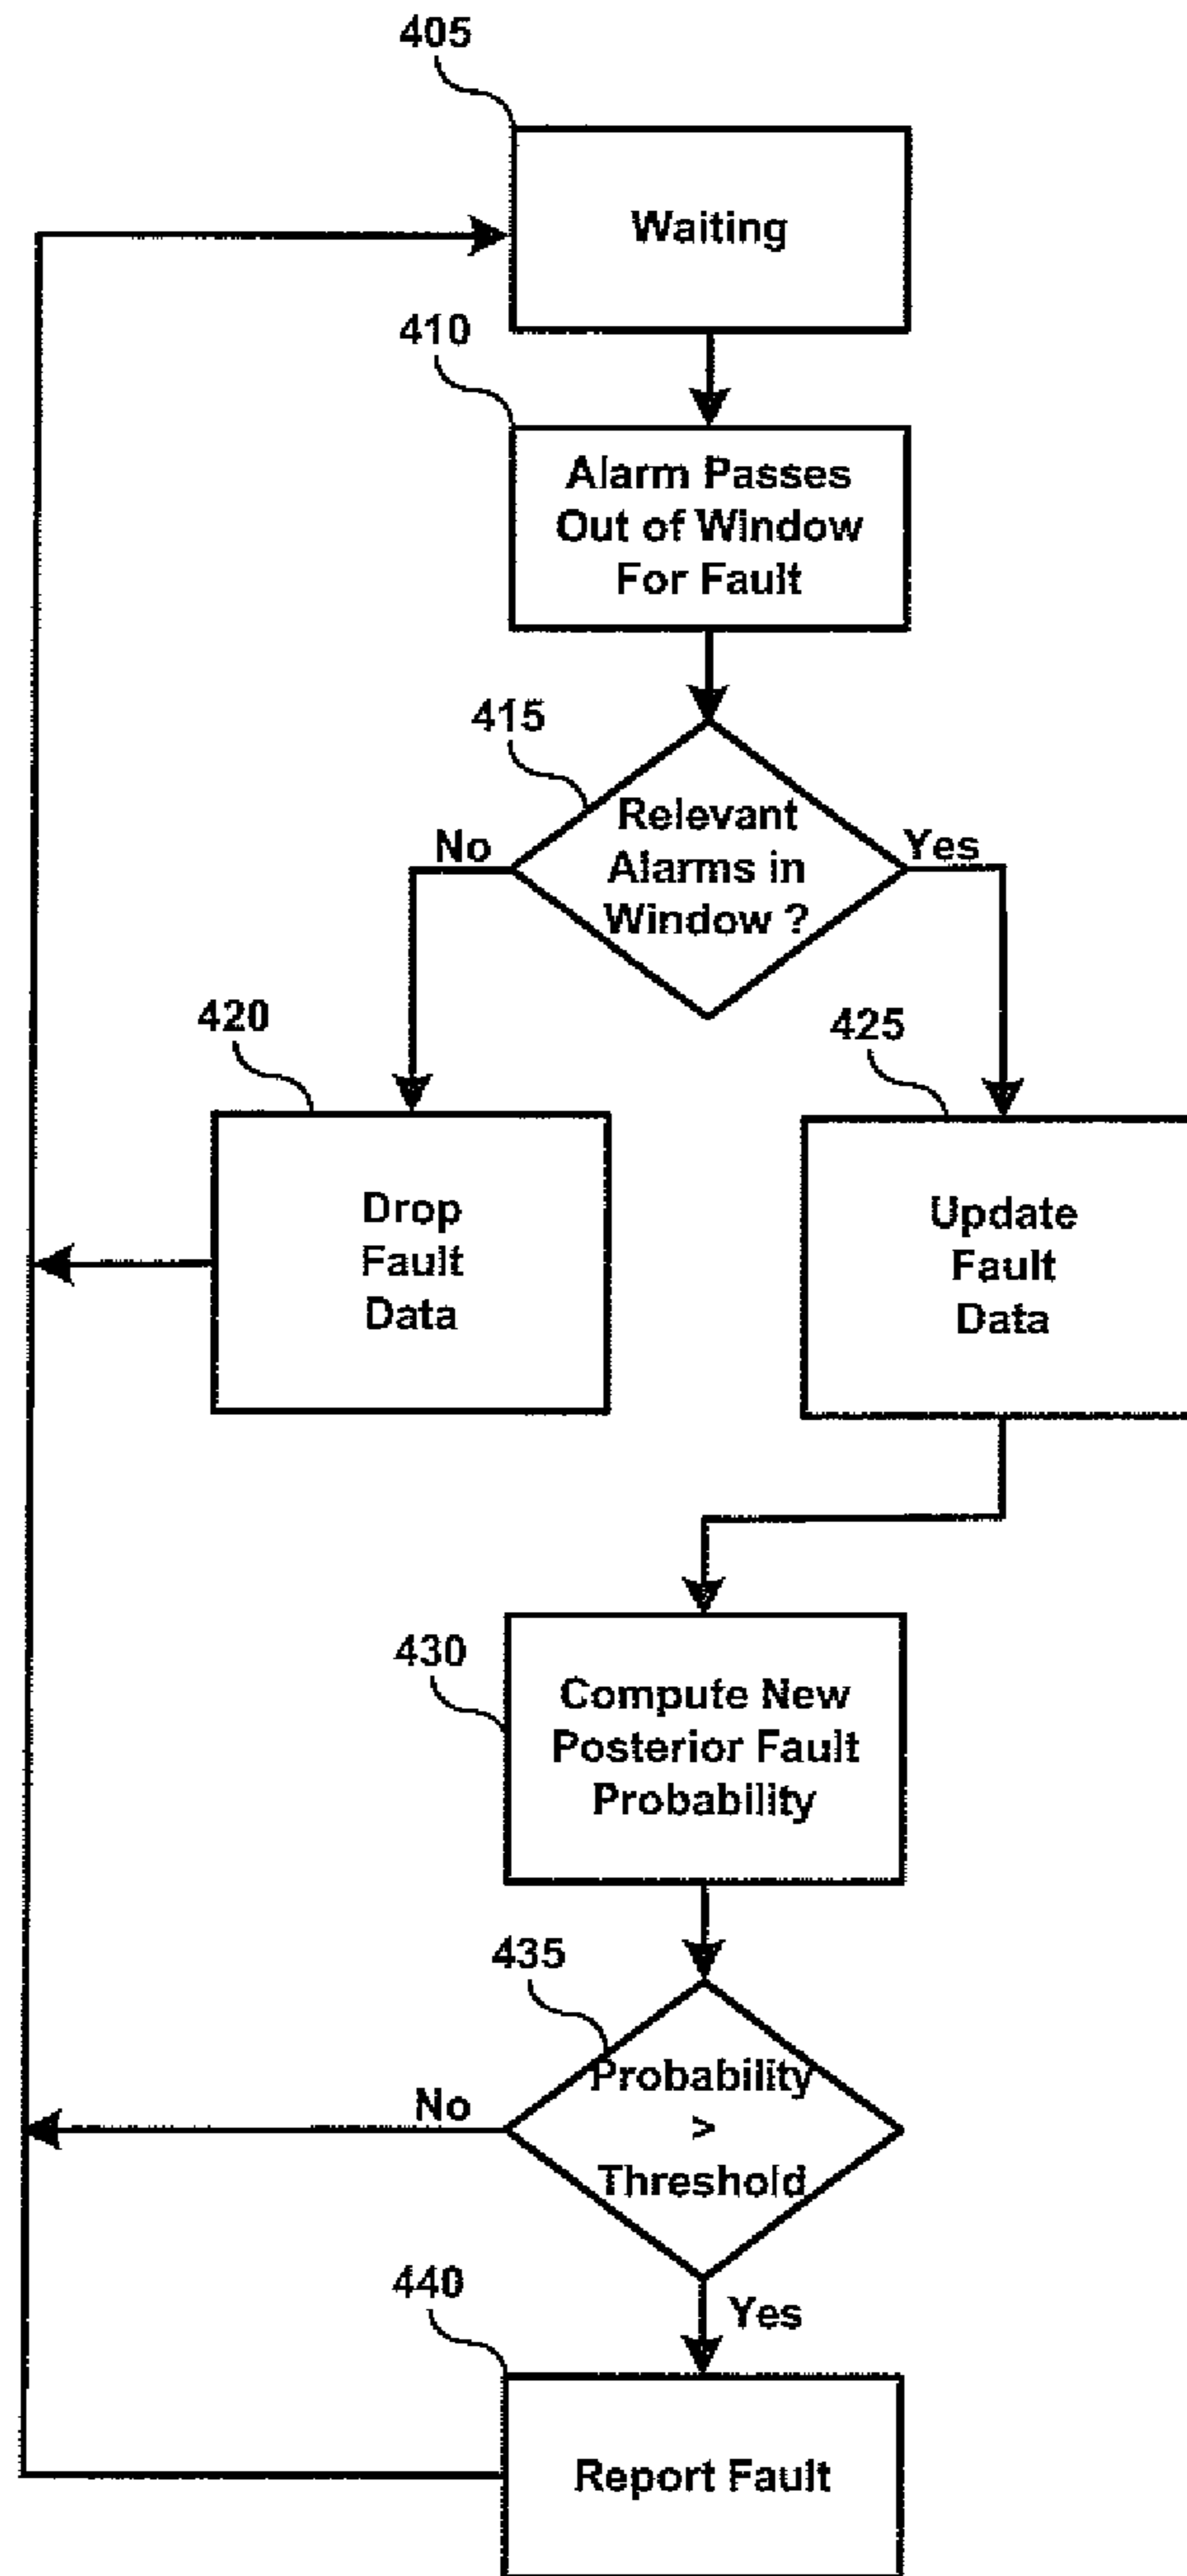 405
Waiting
410
Alarm Passes
Out of Window
For Fault
415
Relevant
Alarms in
Window ?
No
Yes
420
Drop
Fault
Data
425
Update
Fault
Data
430
Compute New
Posterior Fault
Probability
435
Probability
>
Threshold
No
Yes
440
Report Fault